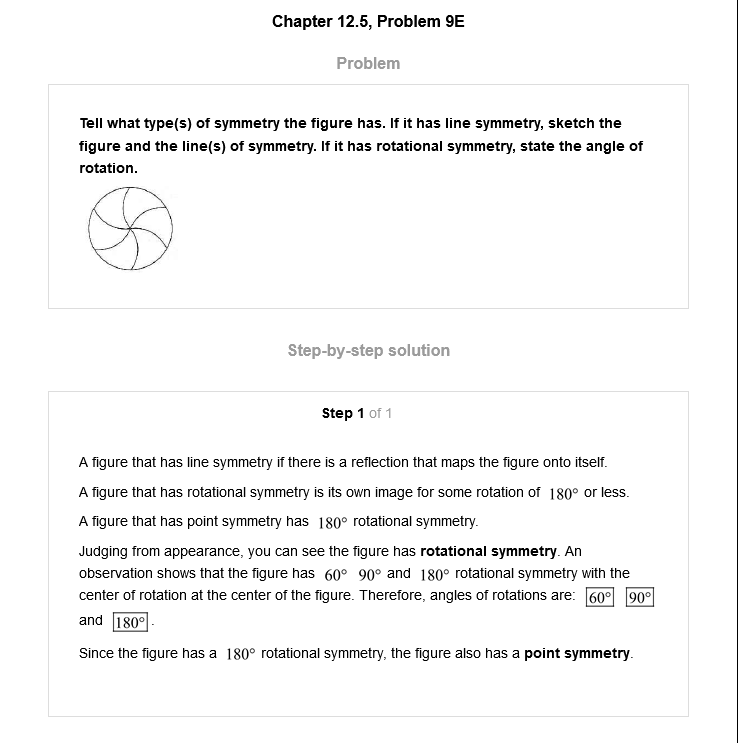 Chapter 12.5, Problem 9E
Problem
Tell what type(s) of symmetry the figure has. If it has line symmetry, sketch the
figure and the line(s) of symmetry. If it has rotational symmetry, state the angle of
rotation.
Step-by-step solution
Step 1 of 1
A figure that has line symmetry if there is a reflection that maps the figure onto itself.
A figure that has rotational symmetry is its own image for some rotation of 180° or less.
A figure that has point symmetry has 180° rotational symmetry.
Judging from appearance, you can see the figure has rotational symmetry. An
observation shows that the figure has 60° 90° and 180° rotational symmetry with the
center of rotation at the center of the figure. Therefore, angles of rotations are: 60° 90°
and 180°.
Since the figure has a 180° rotational symmetry, the figure also has a point symmetry.